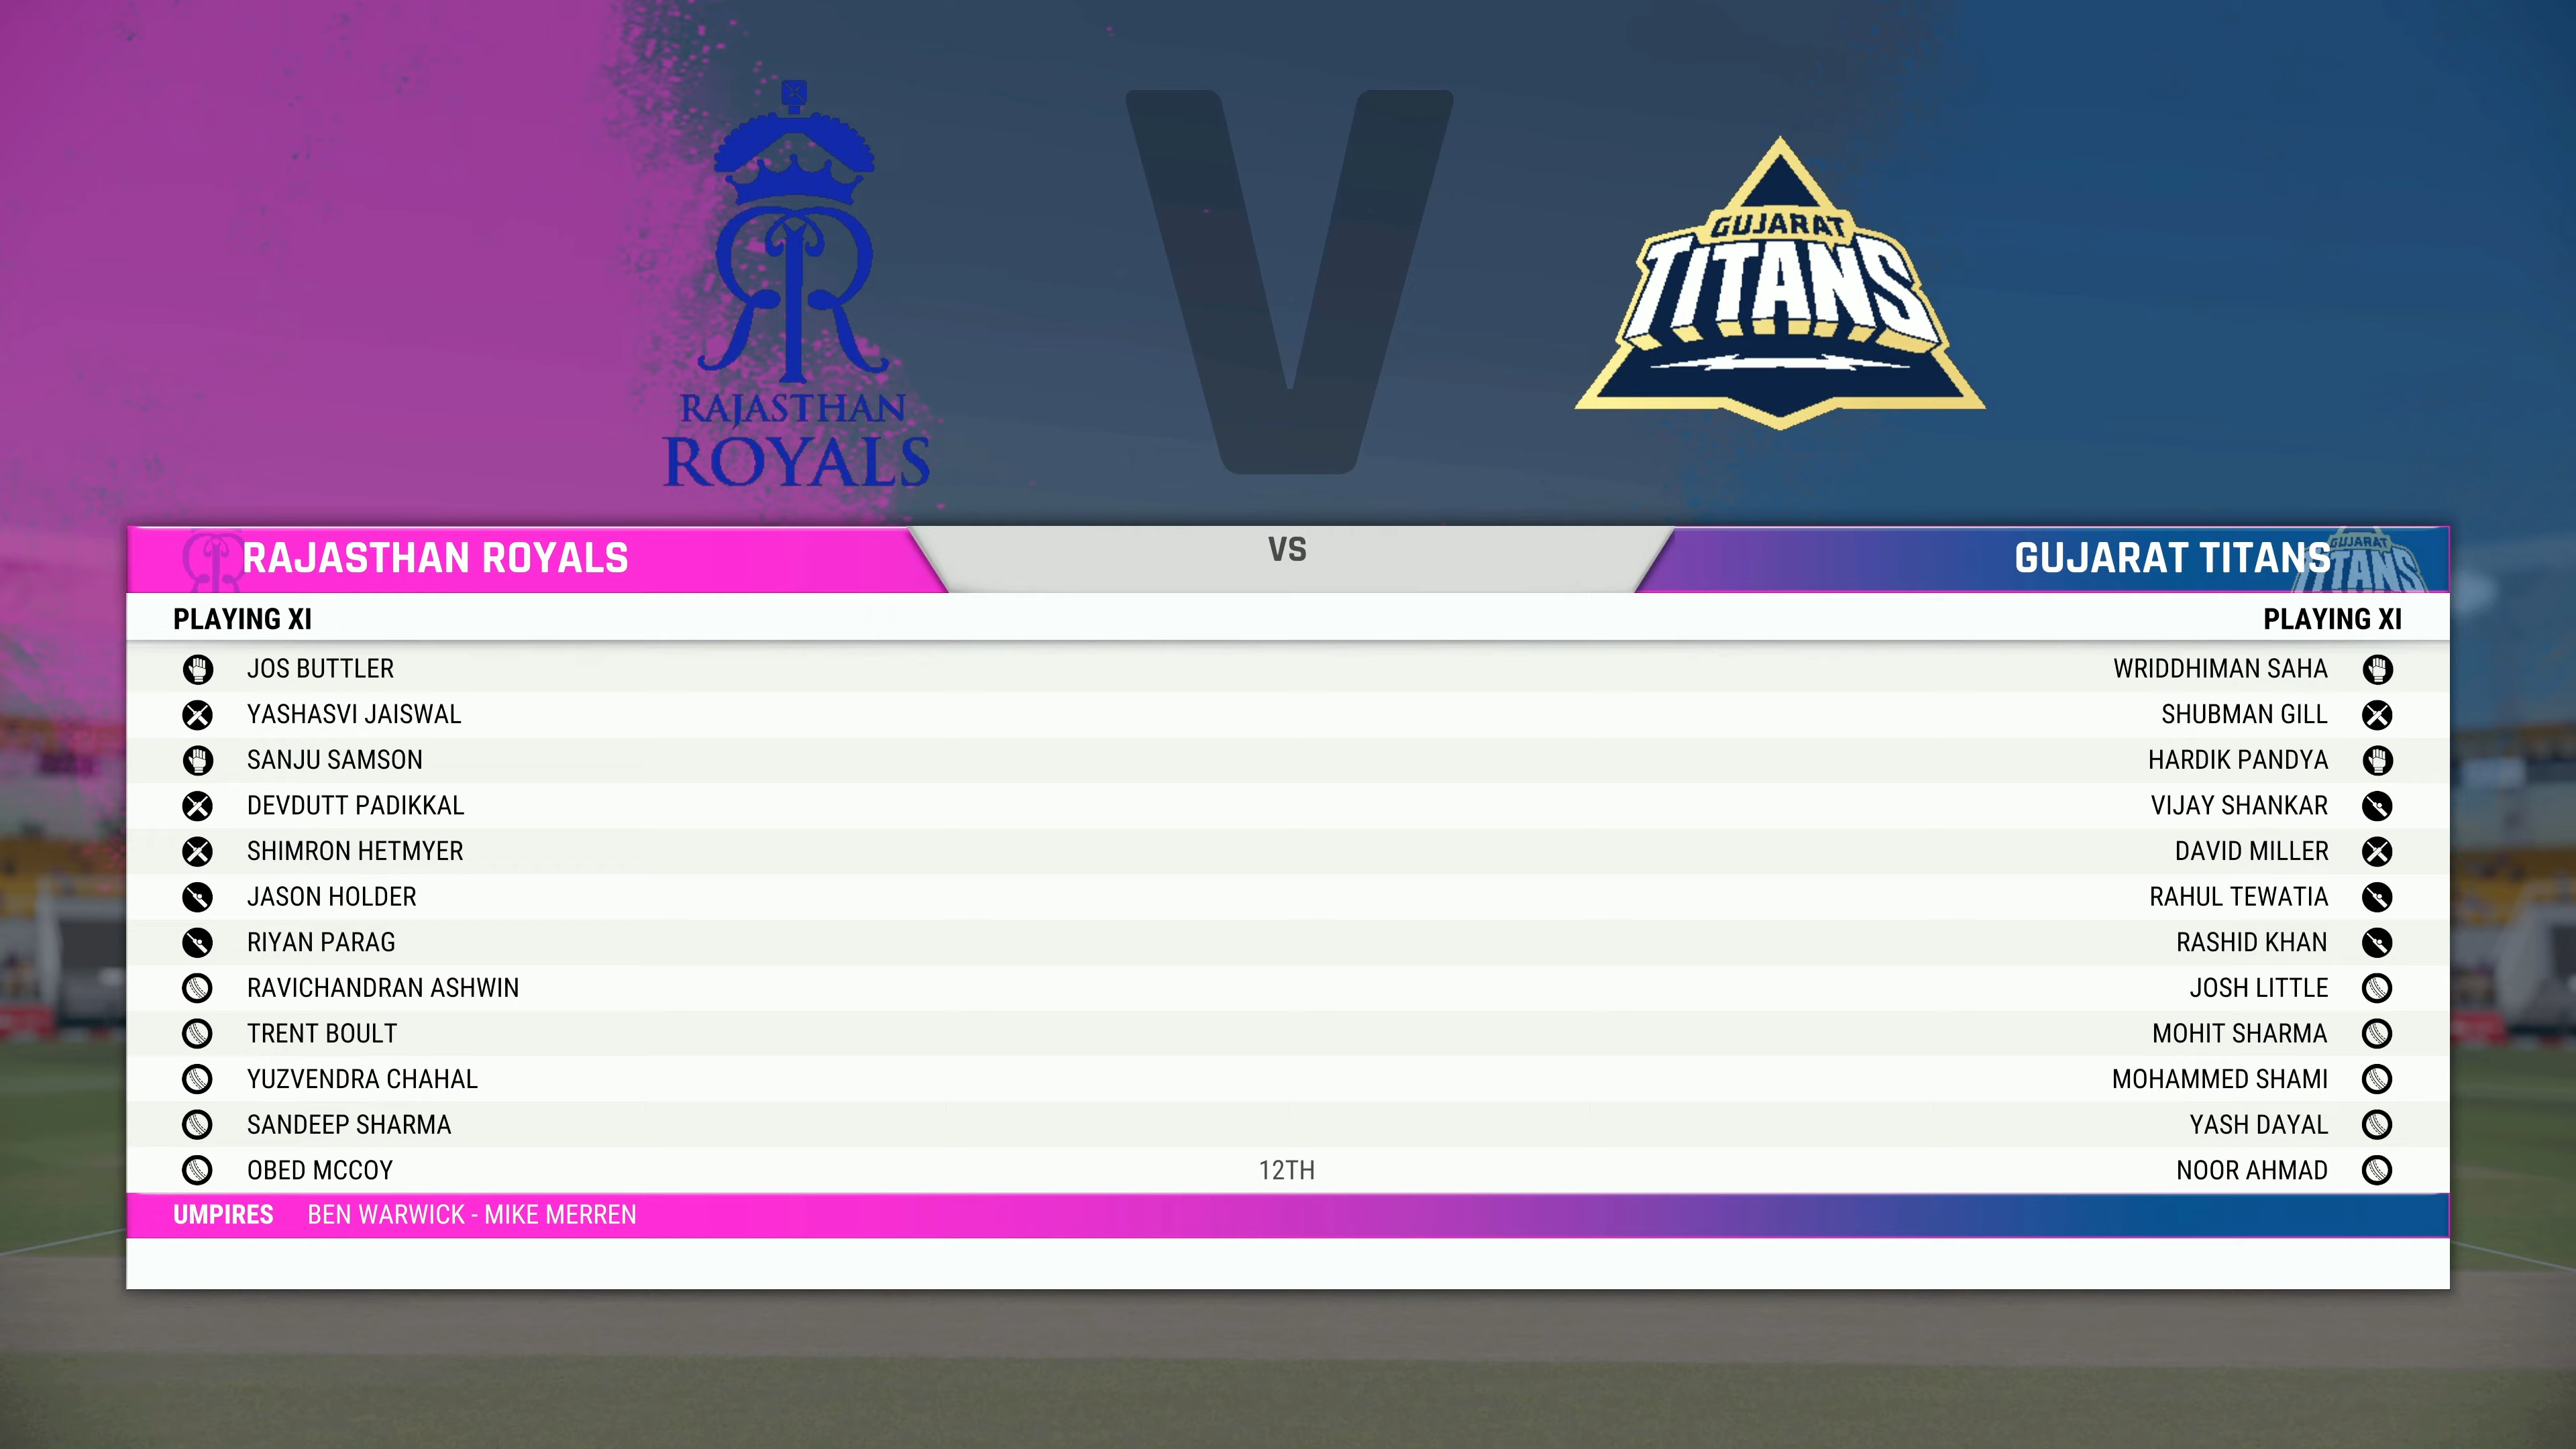 RAJASTHAN
ROYALS
V
GUJARAT
TITANS
RAJASTHAN ROYALS
VS
GUJARAT TITANS
GUJARAT
TITANS
PLAYING XI
PLAYING XI
JOS BUTTLER
WRIDDHIMAN SAHA
YASHASVI JAISWAL
SHUBMAN GILL
SANJU SAMSON
HARDIK PANDYA
DEVDUTT PADIKKAL
VIJAY SHANKAR
SHIMRON HETMYER
DAVID MILLER
JASON HOLDER
RAHUL TEWATIA
RIYAN PARAG
RASHID KHAN
RAVICHANDRAN ASHWIN
JOSH LITTLE
TRENT BOULT
MOHIT SHARMA
YUZVENDRA CHAHAL
MOHAMMED SHAMI
SANDEEP SHARMA
YASH DAYAL
OBED MCCOY
12TH
NOOR AHMAD
UMPIRES BEN WARWICK - MIKE MERREN